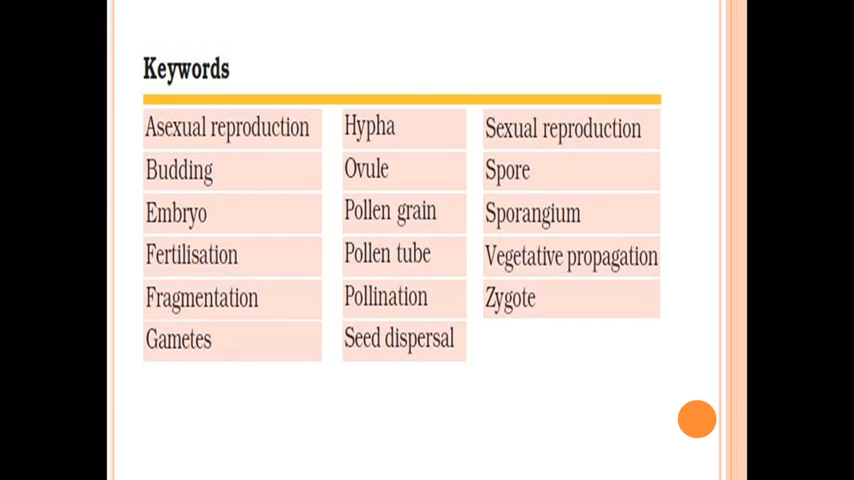 Keywords
Asexual reproduction
Budding
Embryo
Fertilisation
Fragmentation
Gametes
Hypha
Ovule
Pollen grain
Pollen tube
Pollination
Seed dispersal
Sexual reproduction
Spore
Sporangium
Vegetative propagation
Zygote